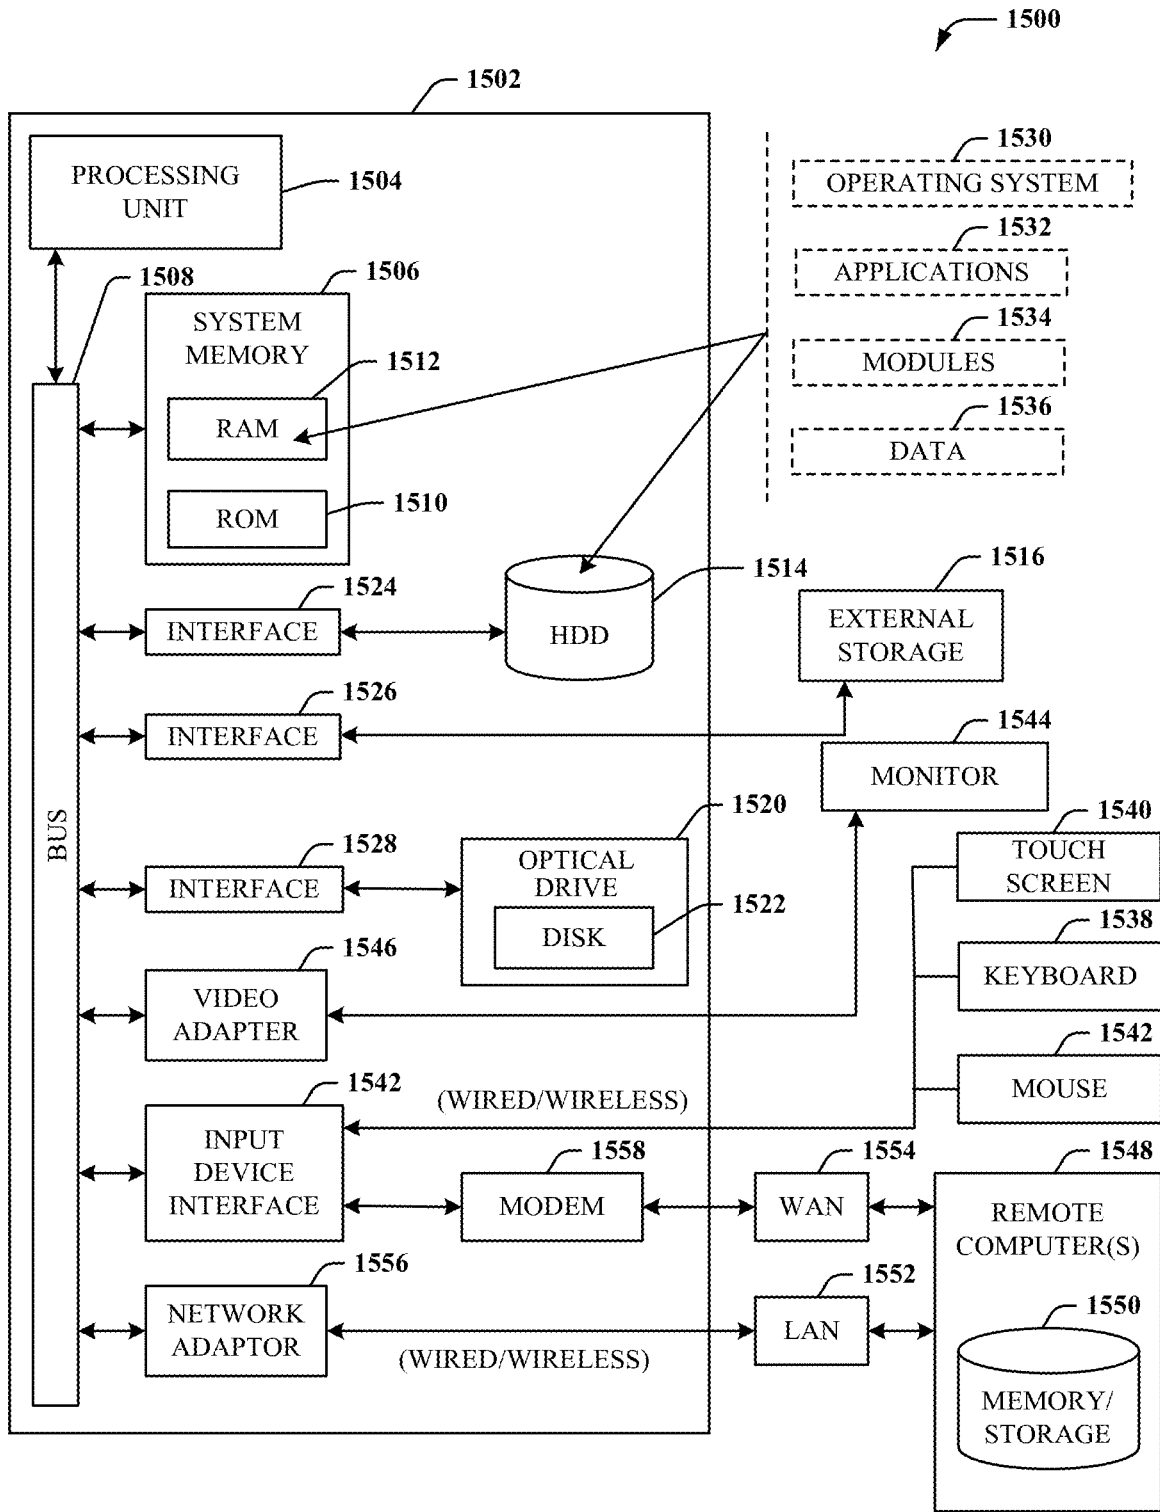 1500
1502
PROCESSING
UNIT
1504
1508
1506
SYSTEM
MEMORY
1512
RAM
1510
ROM
1530
OPERATING SYSTEM
1532
APPLICATIONS
1534
MODULES
1536
DATA
1524
INTERFACE
1514
HDD
1516
EXTERNAL
STORAGE
1526
INTERFACE
1544
MONITOR
BUS
1528
INTERFACE
1520
OPTICAL
DRIVE
1522
DISK
1540
TOUCH
SCREEN
1538
KEYBOARD
1546
VIDEO
ADAPTER
1542
MOUSE
1542
INPUT
DEVICE
INTERFACE
(WIRED/WIRELESS)
1558
MODEM
1554
WAN
1548
REMOTE
COMPUTER(S)
1556
NETWORK
ADAPTOR
(WIRED/WIRELESS)
1552
LAN
1550
MEMORY/
STORAGE